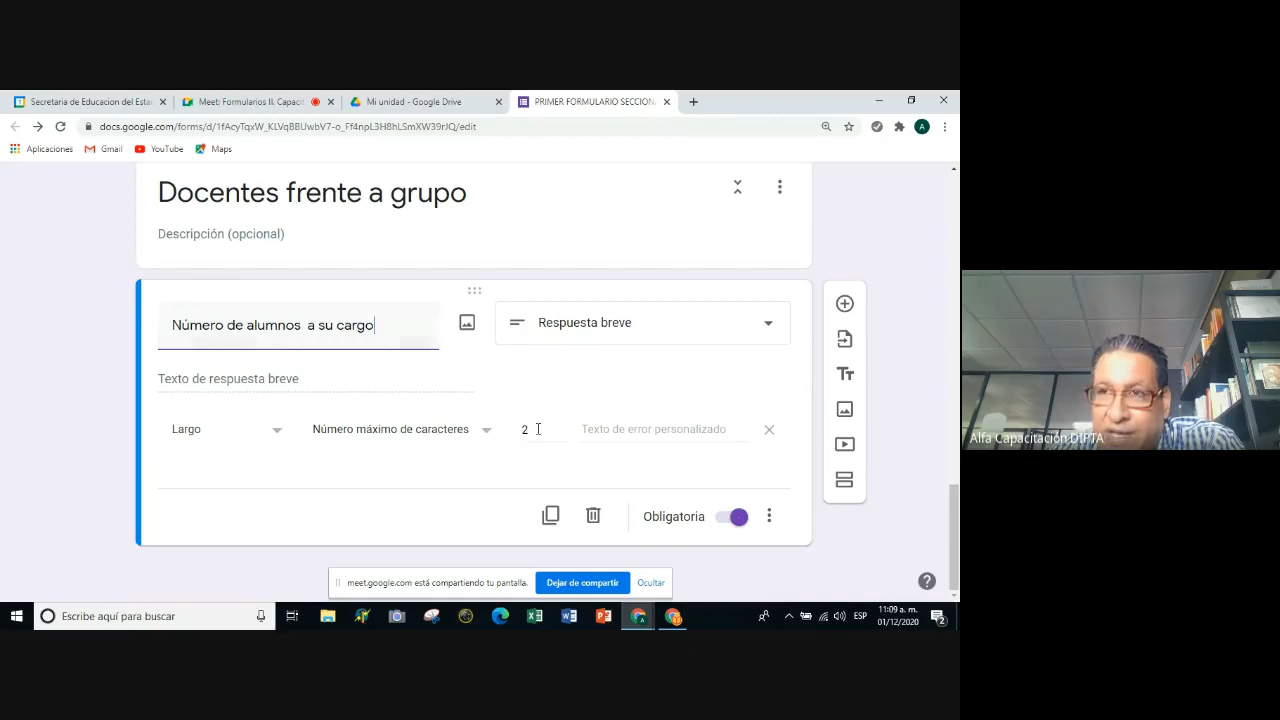 Secretaria de Educacion del Esta
Meet: Formularios II. Capaci
Mi unidad - Google Drive
PRIMER FORMULARIO SECCION
docs.google.com/forms/d/1fAcyTqxW_KLVqBBUwbV7-o_Ff4npL3H8hLSmXW39rJQ/edit
A
Aplicaciones
Gmail
YouTube
Maps
Docentes frente a grupo
Descripción (opcional)
Número de alumnos  a su cargo
Respuesta breve
Texto de respuesta breve
Largo
Número máximo de caracteres
2
Texto de error personalizado
Obligatoria
Alfa Capacitación DIPTA
meet.google.com está compartiendo tu pantalla.
Dejar de compartir
Ocultar
Escribe aquí para buscar
ESP
11:09 a. m.
01/12/2020
2